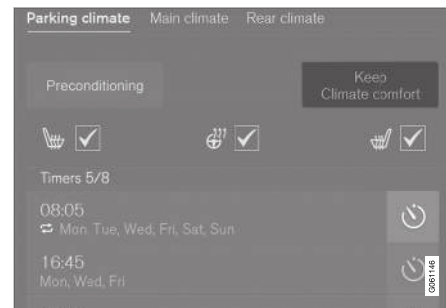 Parking climate Main climate Rear climate
Preconditioning
Keep
Climate comfort
Timers 5/8
08:05
Mon, Tue, Wed, Fri, Sat, Sun
16:45
Mon, Wed, Fri
G061146